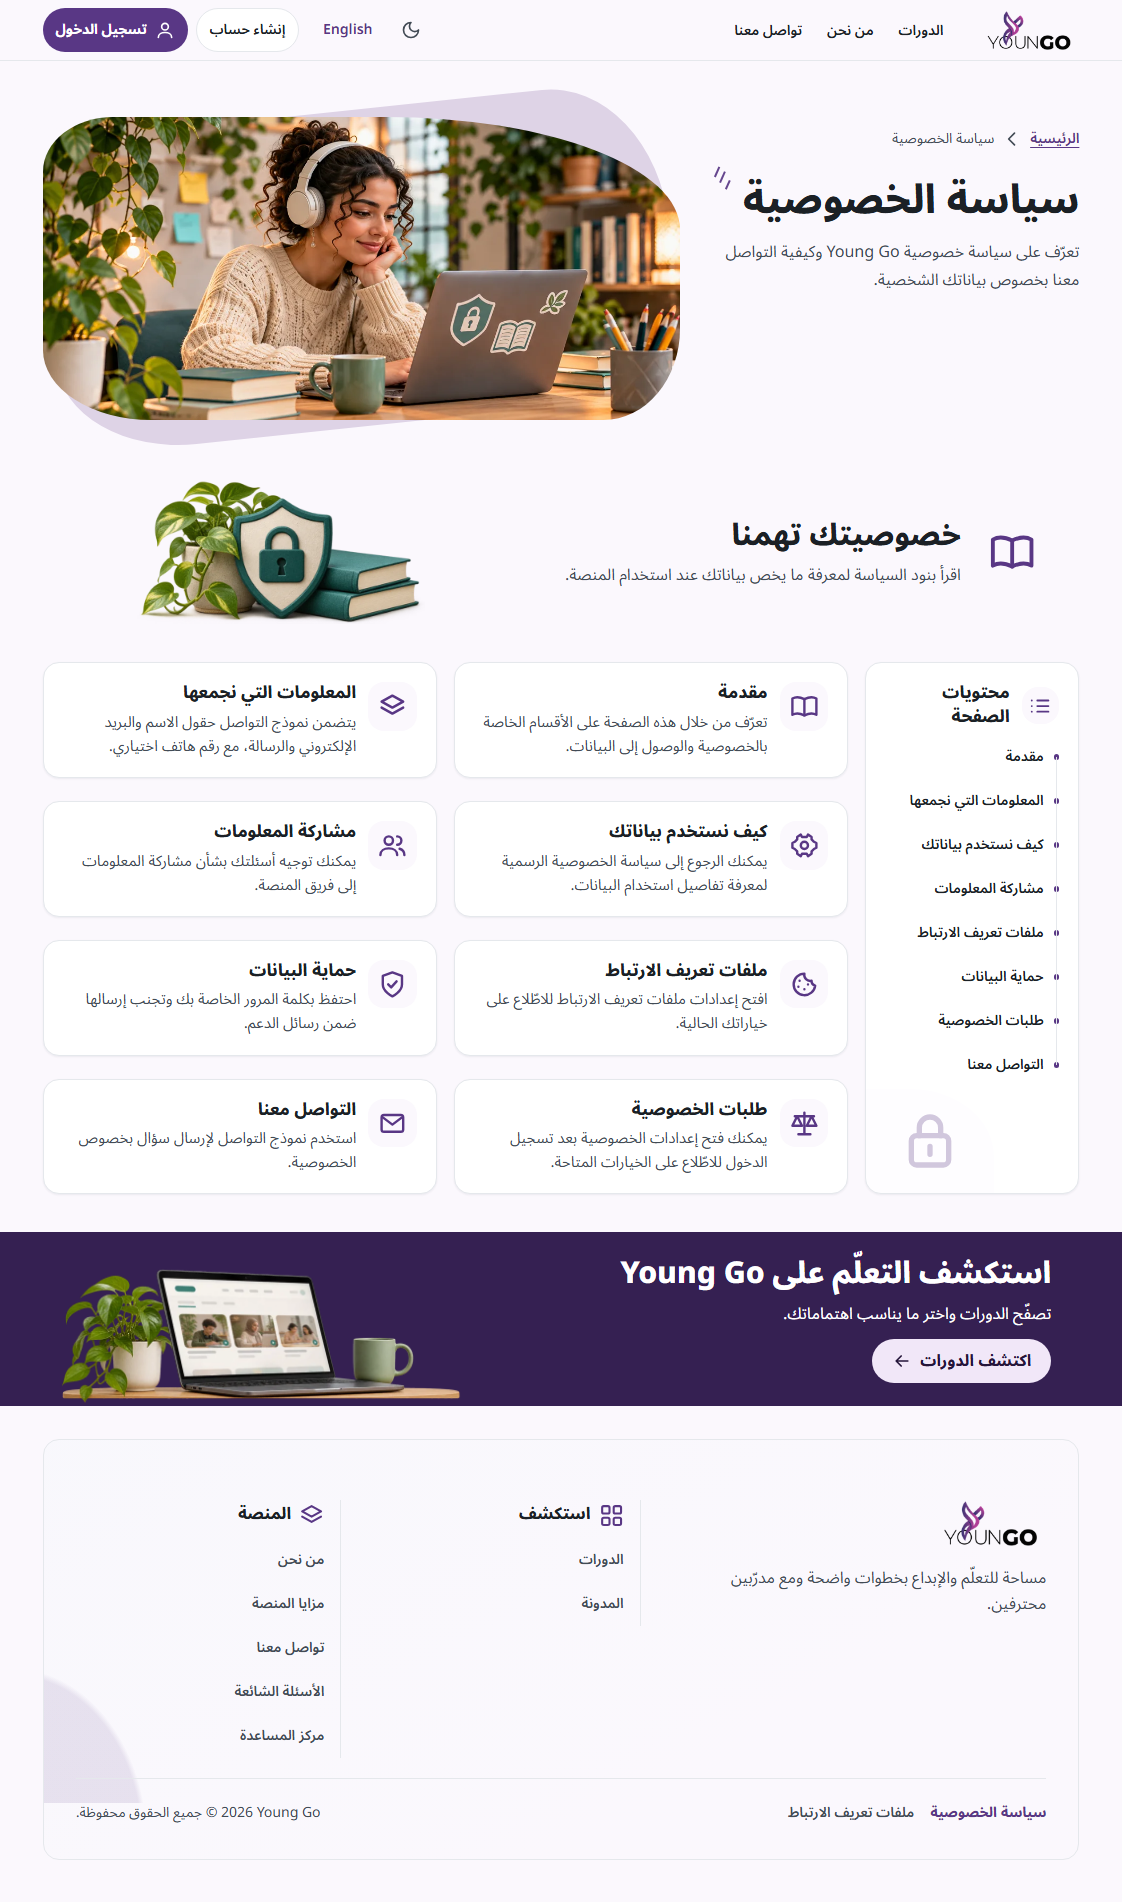 YOUNGO
الدورات
من نحن
تواصل معنا
English
إنشاء حساب
تسجيل الدخول
الرئيسية
سياسة الخصوصية
سياسة الخصوصية
تعرّف على سياسة خصوصية Young Go وكيفية التواصل
معنا بخصوص بياناتك الشخصية.
خصوصيتك تهمنا
اقرأ بنود السياسة لمعرفة ما يخص بياناتك عند استخدام المنصة.
محتويات
الصفحة
مقدمة
المعلومات التي نجمعها
كيف نستخدم بياناتك
مشاركة المعلومات
ملفات تعريف الارتباط
حماية البيانات
طلبات الخصوصية
التواصل معنا
مقدمة
تعرّف من خلال هذه الصفحة على الأقسام الخاصة
بالخصوصية والوصول إلى البيانات.
المعلومات التي نجمعها
يتضمن نموذج التواصل حقول الاسم والبريد
الإلكتروني والرسالة، مع رقم هاتف اختياري.
كيف نستخدم بياناتك
يمكنك الرجوع إلى سياسة الخصوصية الرسمية
لمعرفة تفاصيل استخدام البيانات.
مشاركة المعلومات
يمكنك توجيه أسئلتك بشأن مشاركة المعلومات
إلى فريق المنصة.
ملفات تعريف الارتباط
افتح إعدادات ملفات تعريف الارتباط للاطّلاع على
خياراتك الحالية.
حماية البيانات
احتفظ بكلمة المرور الخاصة بك وتجنب إرسالها
ضمن رسائل الدعم.
طلبات الخصوصية
يمكنك فتح إعدادات الخصوصية بعد تسجيل
الدخول للاطّلاع على الخيارات المتاحة.
التواصل معنا
استخدم نموذج التواصل لإرسال سؤال بخصوص
الخصوصية.
استكشف التعلّم على Young Go
تصفّح الدورات واختر ما يناسب اهتماماتك.
اكتشف الدورات
YOUNGO
مساحة للتعلّم والإبداع بخطوات واضحة ومع مدرّبين
محترفين.
استكشف
الدورات
المدونة
المنصة
من نحن
مزايا المنصة
تواصل معنا
الأسئلة الشائعة
مركز المساعدة
سياسة الخصوصية
ملفات تعريف الارتباط
Young Go 2026 © جميع الحقوق محفوظة.